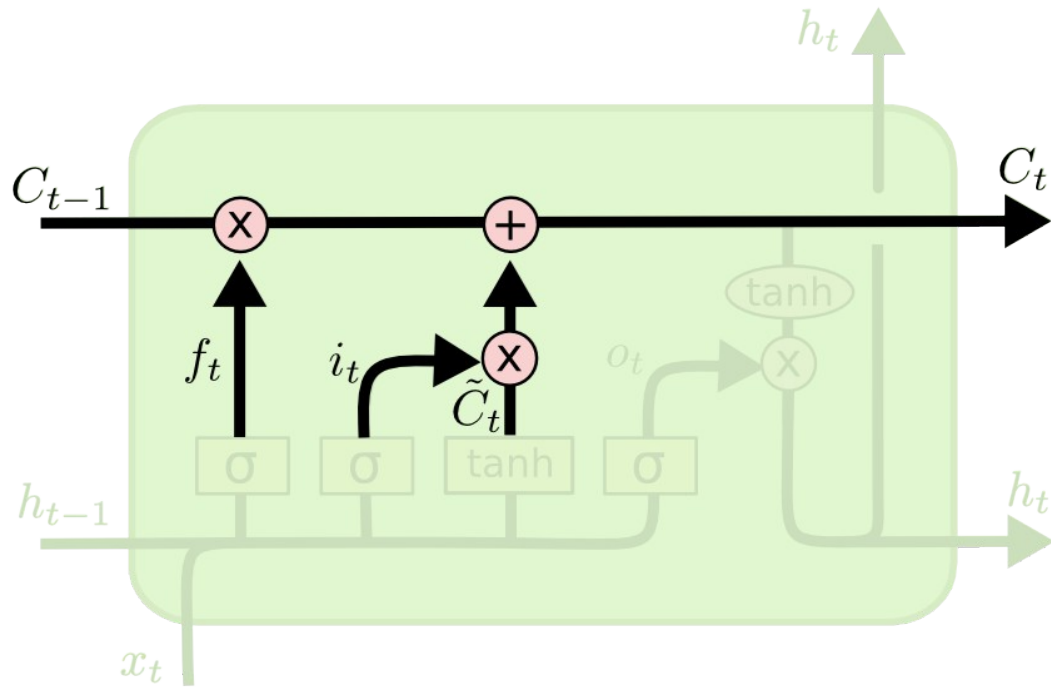 h_t
C_{t-1}
C_t
x
+
tanh
f_t
i_t
x
o_t
x
C̃_t
σ
σ
tanh
σ
h_{t-1}
h_t
x_t